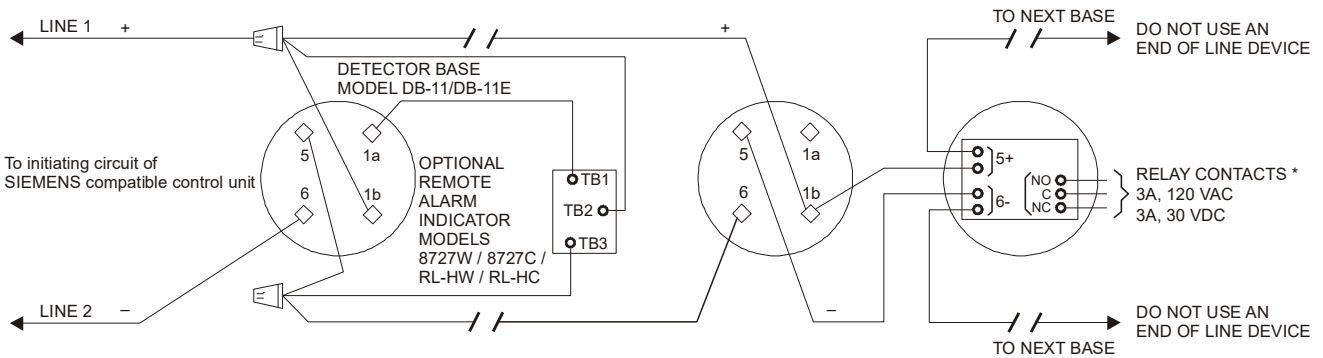 LINE 1 +
+
TO NEXT BASE
DO NOT USE AN
END OF LINE DEVICE
DETECTOR BASE
MODEL DB-11/DB-11E
5
1a
6
1b
To initiating circuit of
SIEMENS compatible control unit
OPTIONAL
REMOTE
ALARM
INDICATOR
MODELS
8727W / 8727C /
RL-HW / RL-HC
TB1
TB2
TB3
5
1a
6
1b
5+
6-
NO
C
NC
RELAY CONTACTS *
3A, 120 VAC
3A, 30 VDC
LINE 2 –
–
TO NEXT BASE
DO NOT USE AN
END OF LINE DEVICE